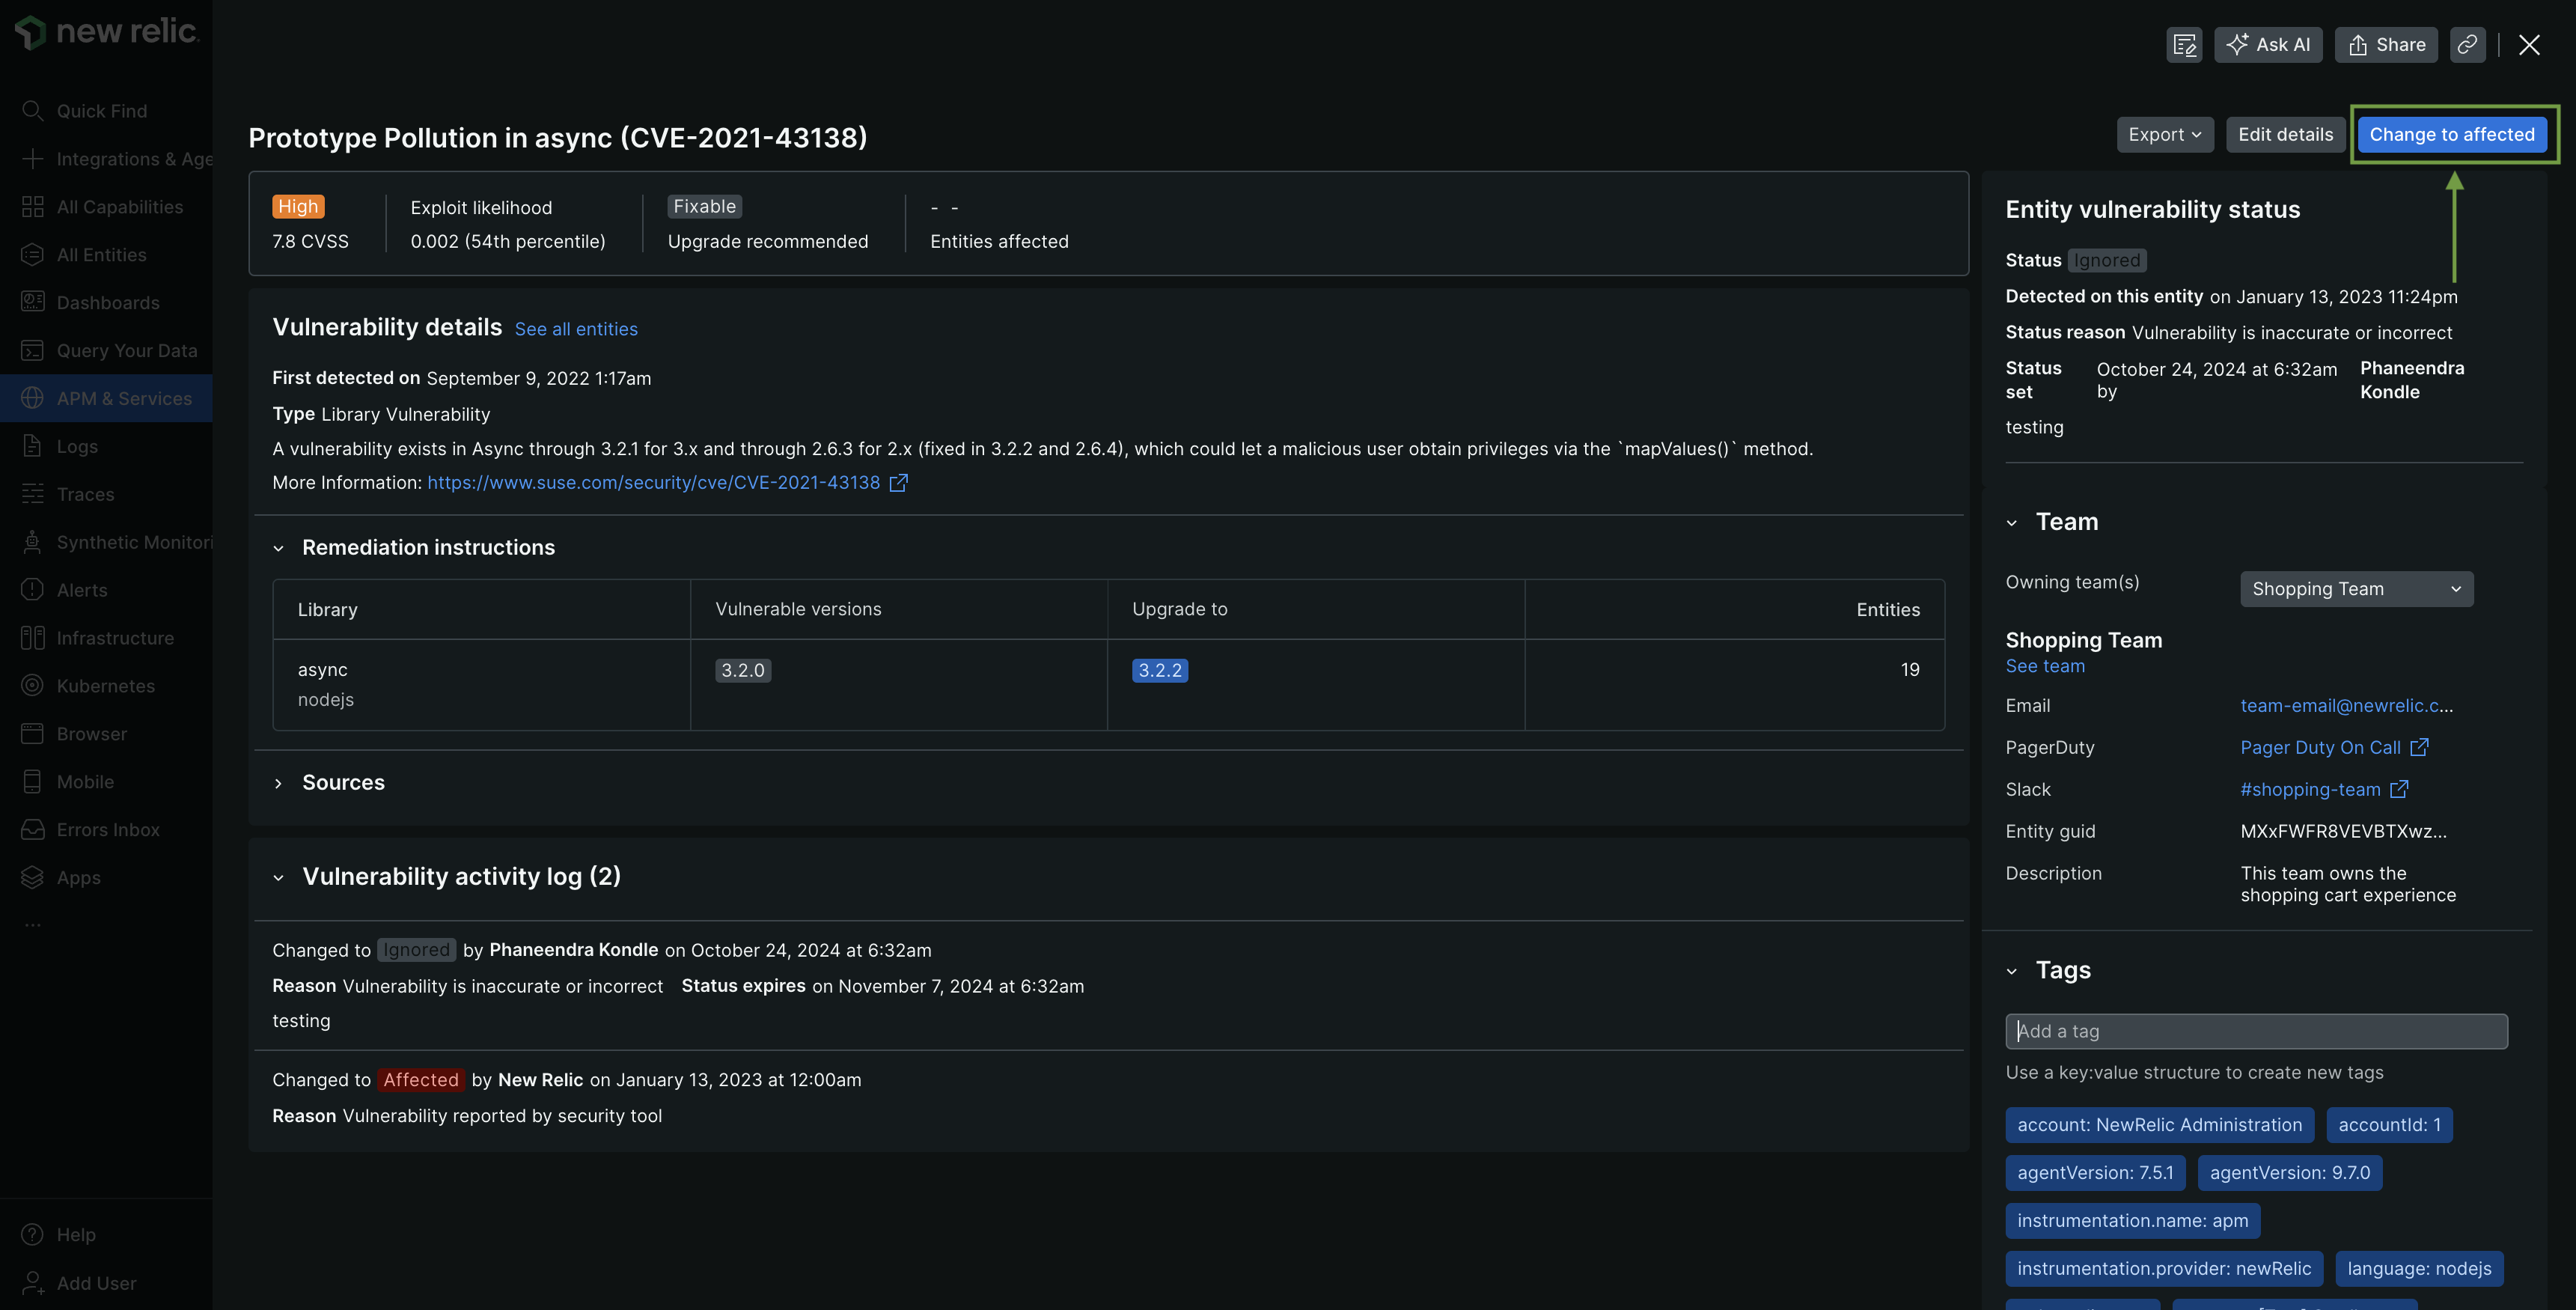 new relic
Ask AI
Share
Quick Find
Integrations & Age
All Capabilities
All Entities
Dashboards
Query Your Data
APM & Services
Logs
Traces
Synthetic Monitori
Alerts
Infrastructure
Kubernetes
Browser
Mobile
Errors Inbox
Apps
...
Help
Add User
Prototype Pollution in async (CVE-2021-43138)
Export
Edit details
Change to affected
High
7.8 CVSS
Exploit likelihood
0.002 (54th percentile)
Fixable
Upgrade recommended
- -
Entities affected
Vulnerability details See all entities
First detected on September 9, 2022 1:17am
Type Library Vulnerability
A vulnerability exists in Async through 3.2.1 for 3.x and through 2.6.3 for 2.x (fixed in 3.2.2 and 2.6.4), which could let a malicious user obtain privileges via the `mapValues()` method.
More Information: https://www.suse.com/security/cve/CVE-2021-43138
Remediation instructions
Library Vulnerable versions Upgrade to Entities
async 3.2.0 3.2.2 19
nodejs
Sources
Vulnerability activity log (2)
Changed to Ignored by Phaneendra Kondle on October 24, 2024 at 6:32am
Reason Vulnerability is inaccurate or incorrect Status expires on November 7, 2024 at 6:32am
testing
Changed to Affected by New Relic on January 13, 2023 at 12:00am
Reason Vulnerability reported by security tool
Entity vulnerability status
Status Ignored
Detected on this entity on January 13, 2023 11:24pm
Status reason Vulnerability is inaccurate or incorrect
Status October 24, 2024 at 6:32am Phaneendra
set by Kondle
testing
Team
Owning team(s) Shopping Team
Shopping Team
See team
Email team-email@newrelic.c...
PagerDuty Pager Duty On Call
Slack #shopping-team
Entity guid MXxFWFR8VEVBTXwz...
Description This team owns the
shopping cart experience
Tags
Add a tag
Use a key:value structure to create new tags
account: NewRelic Administration accountId: 1
agentVersion: 7.5.1 agentVersion: 9.7.0
instrumentation.name: apm
instrumentation.provider: newRelic language: nodejs